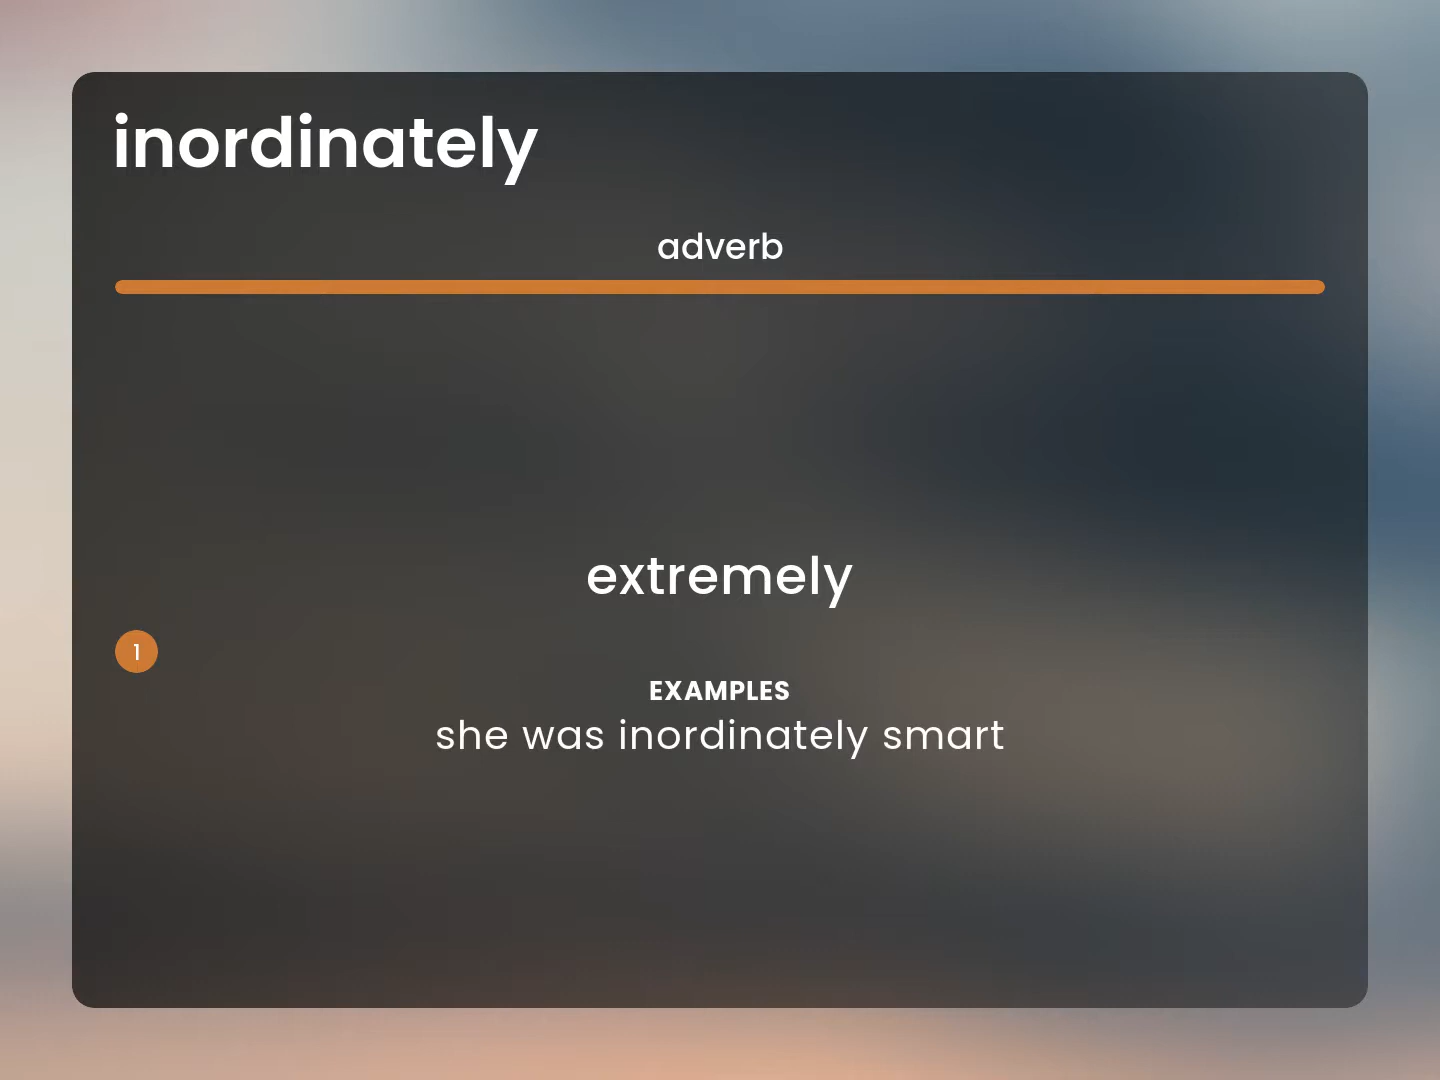 inordinately
adverb
extremely
1
EXAMPLES
she was inordinately smart